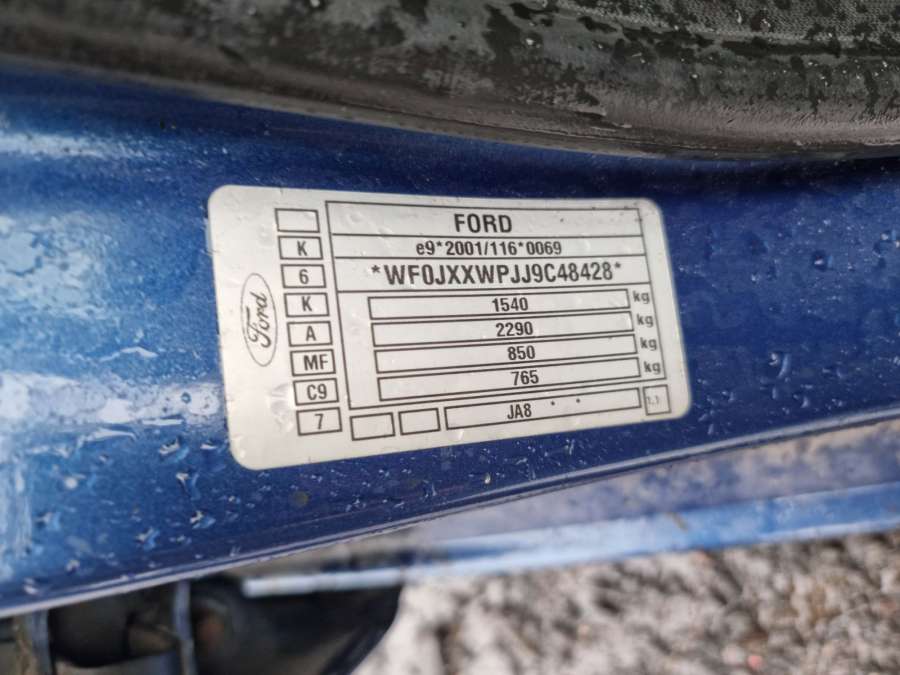 FORD
e9*2001/116*0069
*WF0JXXWPJJ9C48428*
1540 kg
2290 kg
850 kg
765 kg
JA8
K
6
K
A
MF
C9
7
Ford